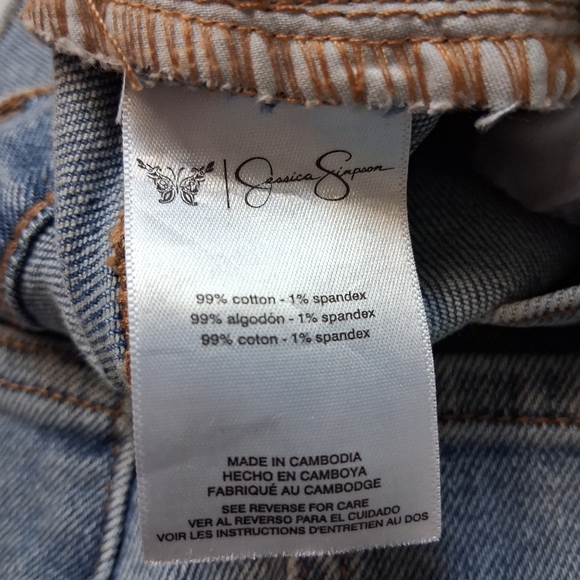 Jessica Simpson
99% cotton - 1% spandex
99% algodón - 1% spandex
99% coton - 1% spandex
MADE IN CAMBODIA
HECHO EN CAMBOYA
FABRIQUÉ AU CAMBODGE
SEE REVERSE FOR CARE
VER AL REVERSO PARA EL CUIDADO
VOIR LES INSTRUCTIONS D'ENTRETIEN AU DOS